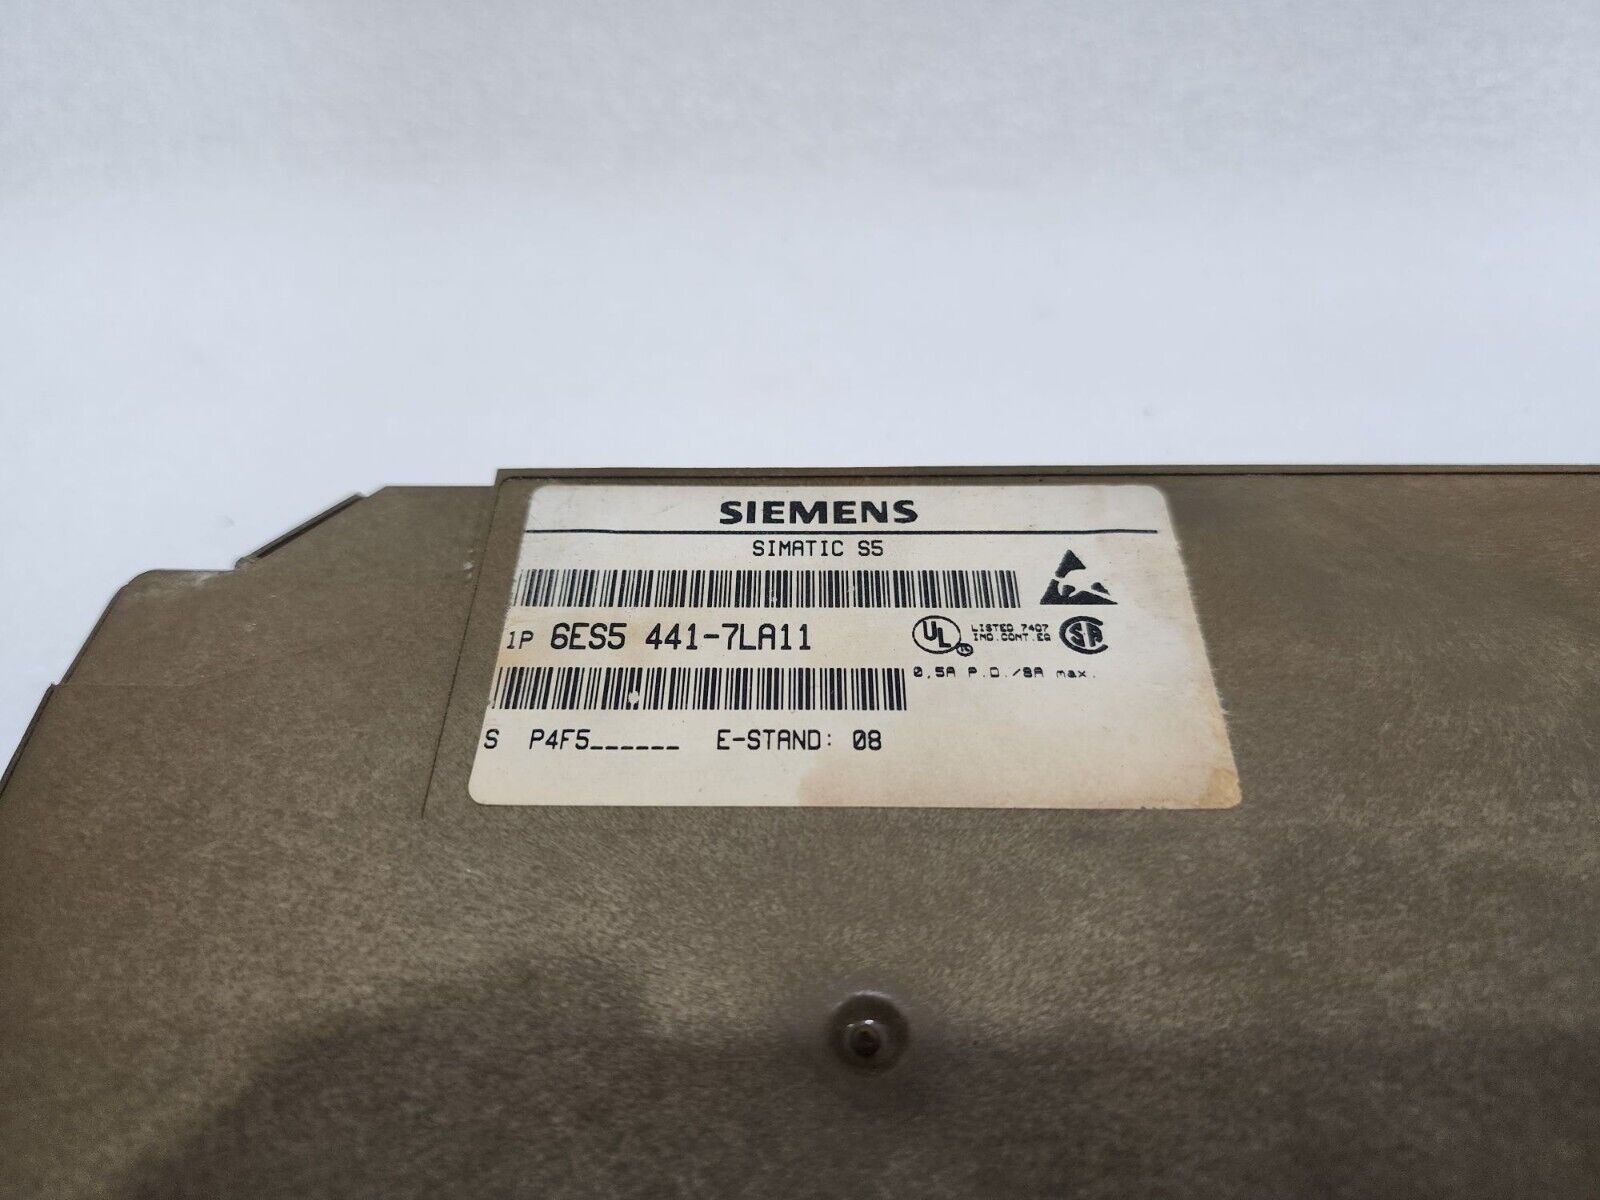 SIEMENS
SIMATIC S5
1P 6ES5 441-7LA11
UL LISTED 7407
IND.CONT.EQ
0,5A P.D./8A max.
S P4F5______ E-STAND: 08